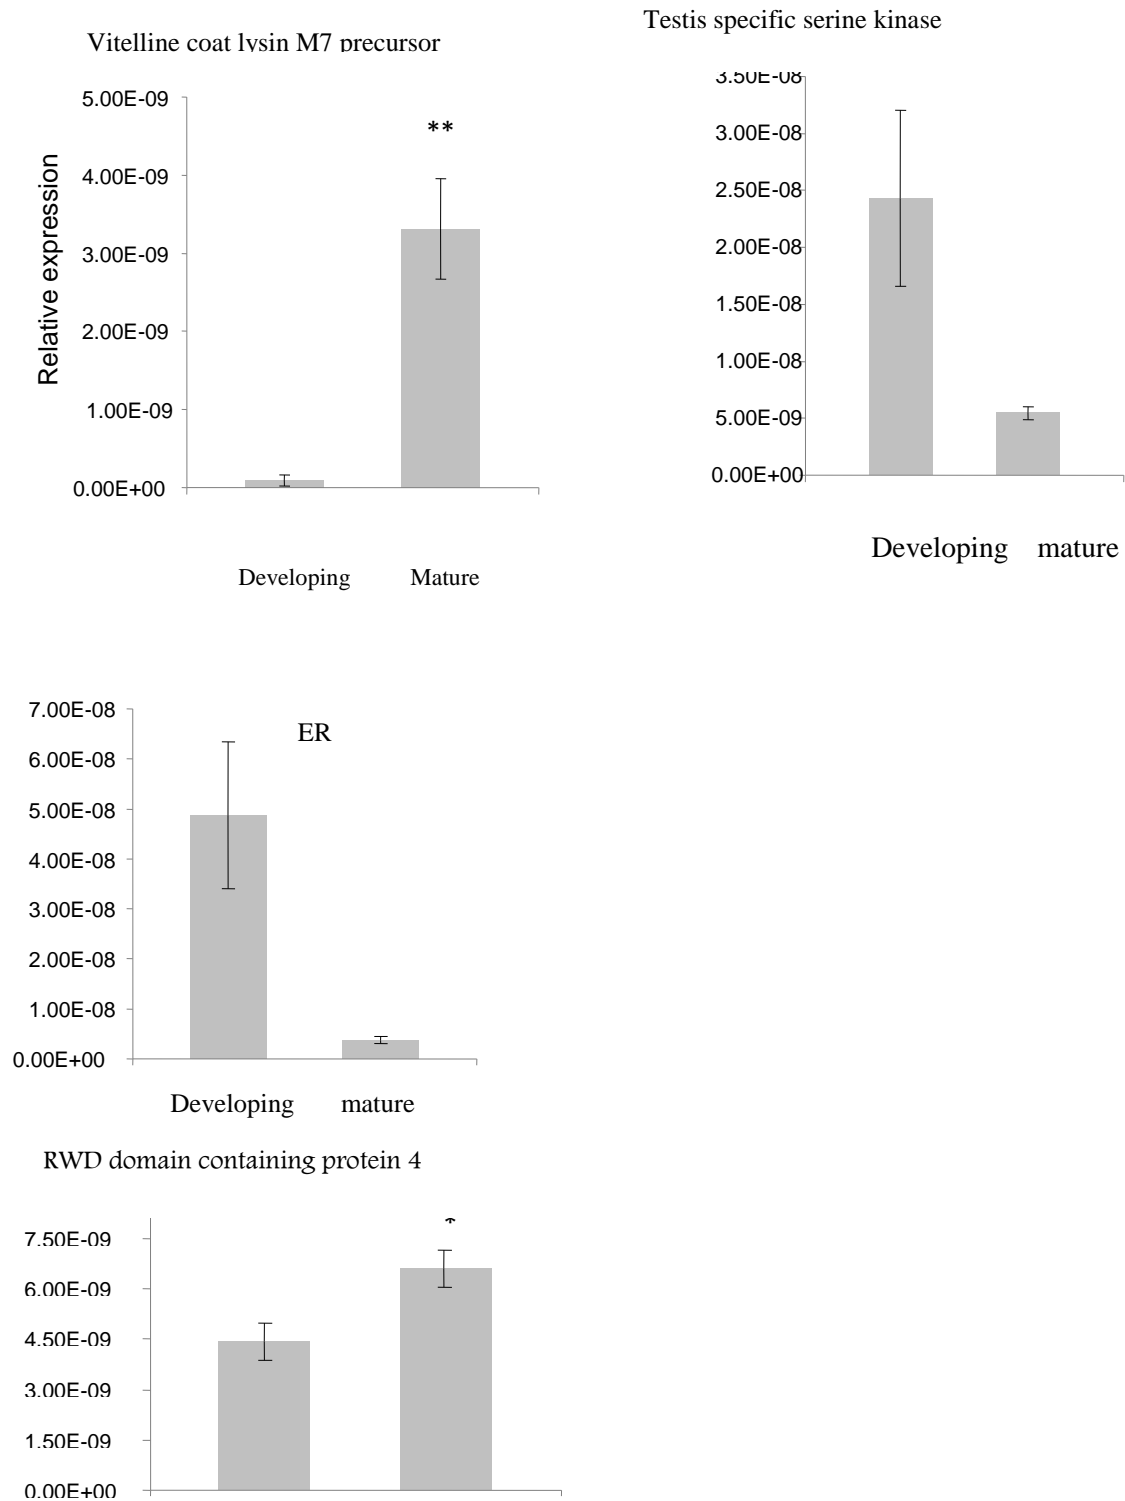 Vitelline coat lysin M7 precursor
5.00E-09
**
4.00E-09
3.00E-09
2.00E-09
1.00E-09
0.00E+00
Relative expression
Developing Mature
Testis specific serine kinase
3.50E-08
3.00E-08
2.50E-08
2.00E-08
1.50E-08
1.00E-08
5.00E-09
0.00E+00
Developing mature
ER
7.00E-08
6.00E-08
5.00E-08
4.00E-08
3.00E-08
2.00E-08
1.00E-08
0.00E+00
Developing mature
RWD domain containing protein 4
*
7.50E-09
6.00E-09
4.50E-09
3.00E-09
1.50E-09
0.00E+00